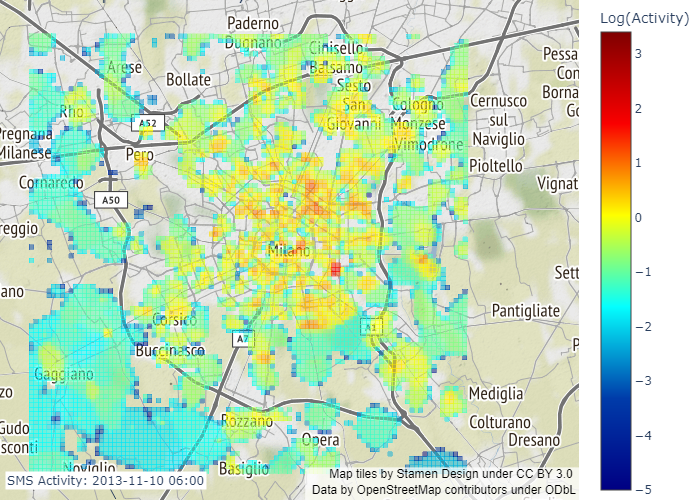 Log(Activity)
Paderno
Dugnano
Cinisello
Balsamo
Arese
Bollate
Sesto
San
Giovanni
Rho
A52
Cologno
Monzese
Vimodrone
Cernusco
sul
Naviglio
Pessa
Con
Borna
Go
Pregnana
Milanese
Pero
Pioltello
Cornaredo
A50
Vignat
reggio
Milano
Sett
ano
Pantigliate
Corsico
A7
A1
Buccinasco
P
Gaggiano
zo
Mediglia
Rozzano
Colturano
Gudo
sconti
Opera
Dresano
Noviglio
Basiglio
SMS Activity: 2013-11-10 06:00
Map tiles by Stamen Design under CC BY 3.0
Data by OpenStreetMap contributors under ODbL
3
2
1
0
−1
−2
−3
−4
−5